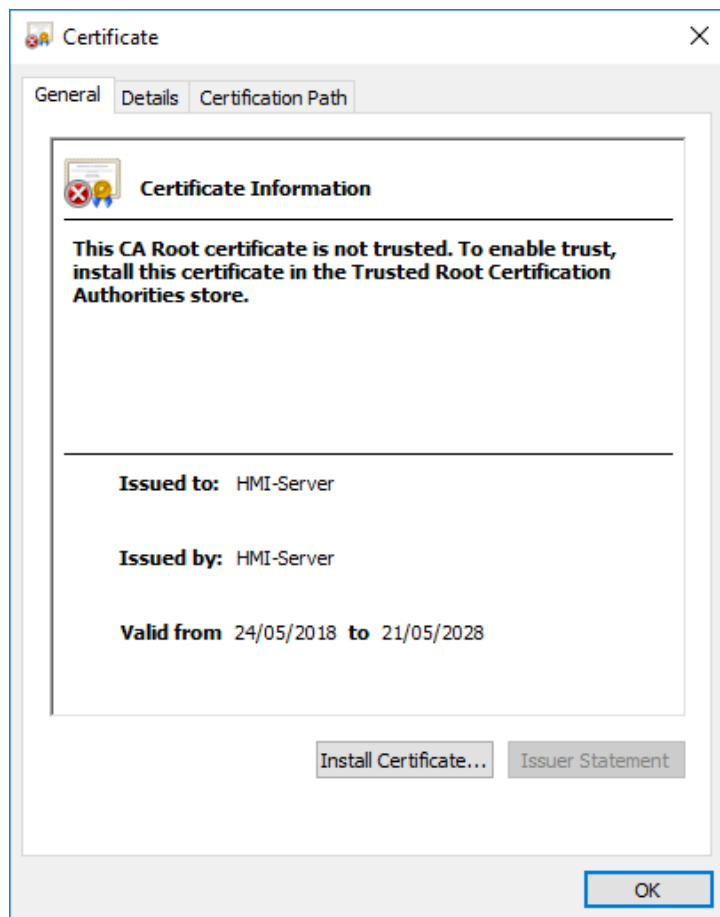 Certificate
General Details Certification Path
Certificate Information
This CA Root certificate is not trusted. To enable trust,
install this certificate in the Trusted Root Certification
Authorities store.
Issued to: HMI-Server
Issued by: HMI-Server
Valid from 24/05/2018 to 21/05/2028
Install Certificate... Issuer Statement
OK